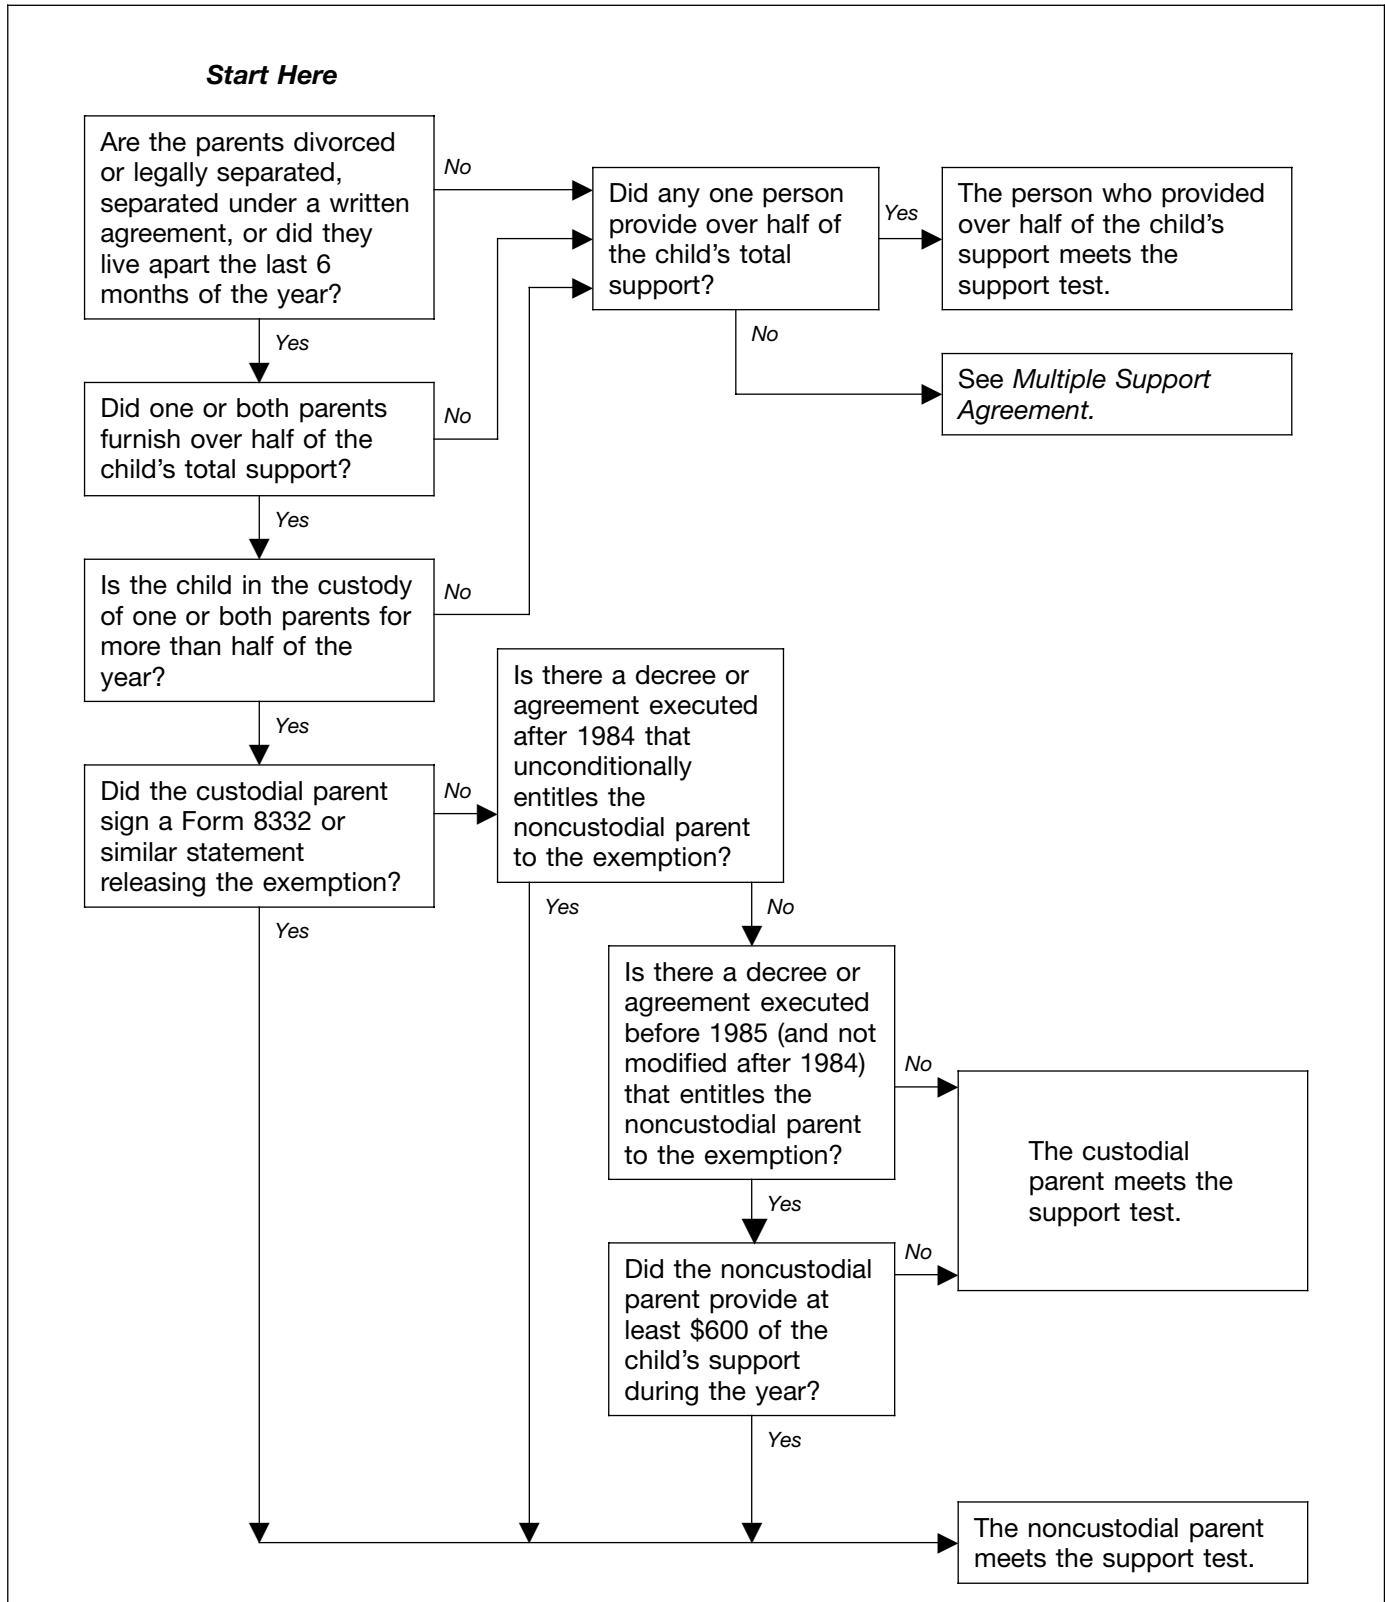 Start Here
Are the parents divorced
or legally separated,
separated under a written
agreement, or did they
live apart the last 6
months of the year?
No
Did any one person
provide over half of
the child's total
support?
Yes
The person who provided
over half of the child's
support meets the
support test.
Yes
No
See Multiple Support
Agreement.
Did one or both parents
furnish over half of the
child's total support?
No
Yes
Is the child in the custody
of one or both parents for
more than half of the
year?
No
Yes
Did the custodial parent
sign a Form 8332 or
similar statement
releasing the exemption?
No
Is there a decree or
agreement executed
after 1984 that
unconditionally
entitles the
noncustodial parent
to the exemption?
Yes
Yes
No
Is there a decree or
agreement executed
before 1985 (and not
modified after 1984)
that entitles the
noncustodial parent
to the exemption?
No
The custodial
parent meets the
support test.
Yes
Did the noncustodial
parent provide at
least $600 of the
child's support
during the year?
No
Yes
The noncustodial parent
meets the support test.